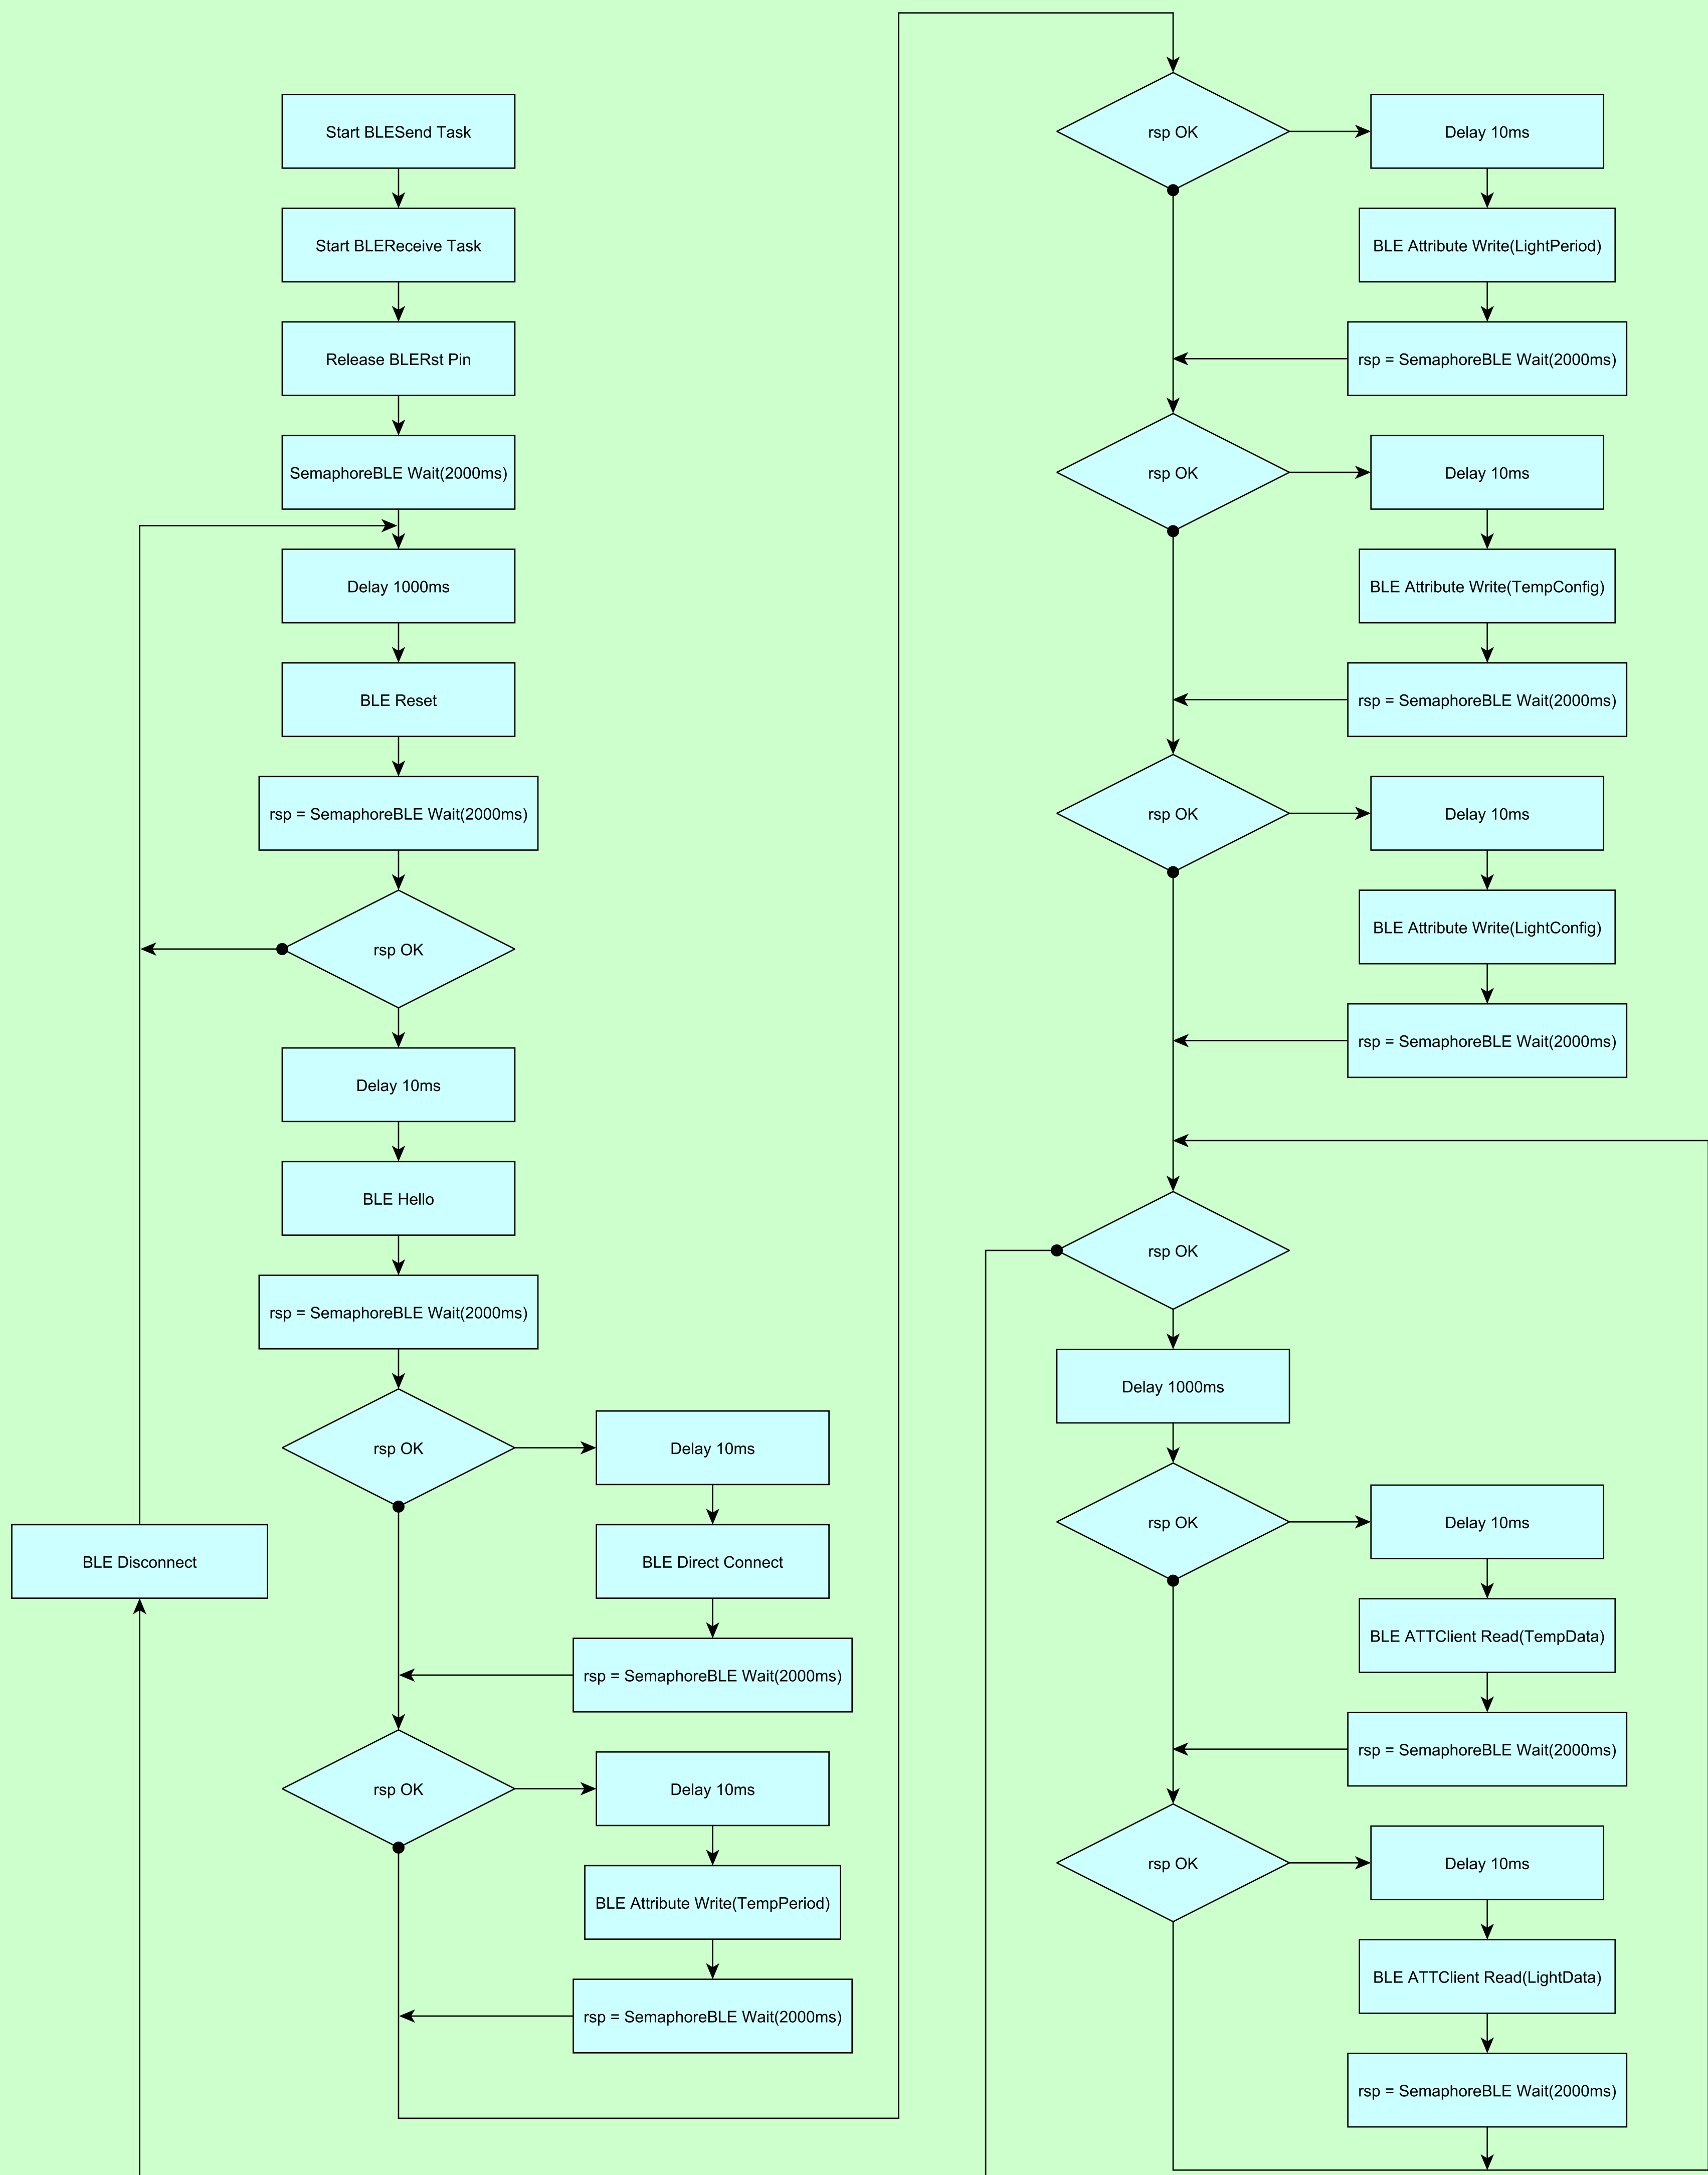 Start BLESend Task
Start BLEReceive Task
Release BLERst Pin
SemaphoreBLE Wait(2000ms)
Delay 1000ms
BLE Reset
rsp = SemaphoreBLE Wait(2000ms)
rsp OK
Delay 10ms
BLE Hello
rsp = SemaphoreBLE Wait(2000ms)
rsp OK
Delay 10ms
BLE Disconnect
BLE Direct Connect
rsp = SemaphoreBLE Wait(2000ms)
rsp OK
Delay 10ms
BLE Attribute Write(TempPeriod)
rsp = SemaphoreBLE Wait(2000ms)
rsp OK
Delay 10ms
BLE Attribute Write(LightPeriod)
rsp = SemaphoreBLE Wait(2000ms)
rsp OK
Delay 10ms
BLE Attribute Write(TempConfig)
rsp = SemaphoreBLE Wait(2000ms)
rsp OK
Delay 10ms
BLE Attribute Write(LightConfig)
rsp = SemaphoreBLE Wait(2000ms)
rsp OK
Delay 1000ms
rsp OK
Delay 10ms
BLE ATTClient Read(TempData)
rsp = SemaphoreBLE Wait(2000ms)
rsp OK
Delay 10ms
BLE ATTClient Read(LightData)
rsp = SemaphoreBLE Wait(2000ms)